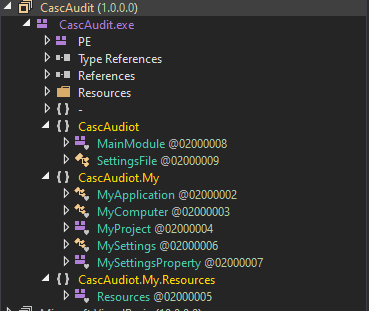 CascAudit (1.0.0.0)
CascAudit.exe
PE
Type References
References
Resources
{ } -
{ } CascAudiot
MainModule @02000008
SettingsFile @02000009
{ } CascAudiot.My
MyApplication @02000002
MyComputer @02000003
MyProject @02000004
MySettings @02000006
MySettingsProperty @02000007
{ } CascAudiot.My.Resources
Resources @02000005